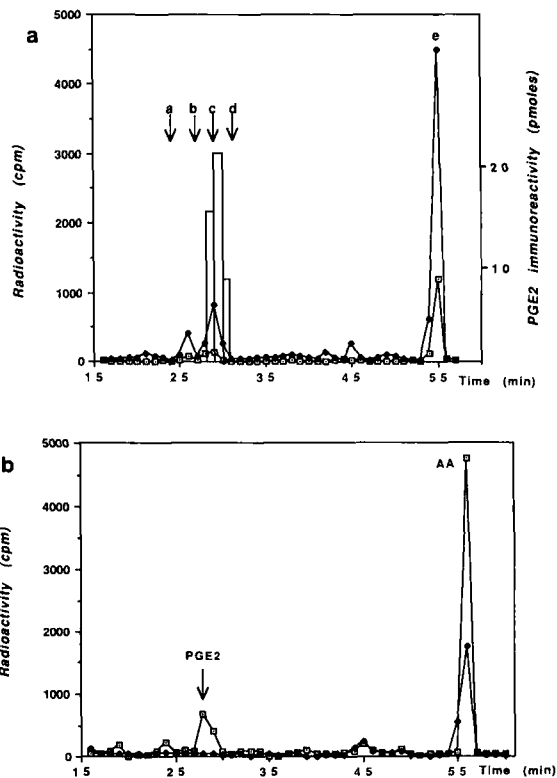 a
5000
4000
3000
2000
1000
0
Radioactivity (cpm)
a b c d
e
20
10
PGE2 immunoreactivity (pmoles)
15 25 35 45 55
Time (min)
b
5000
4000
3000
2000
1000
0
Radioactivity (cpm)
PGE2
AA
15 25 35 45 55
Time (min)